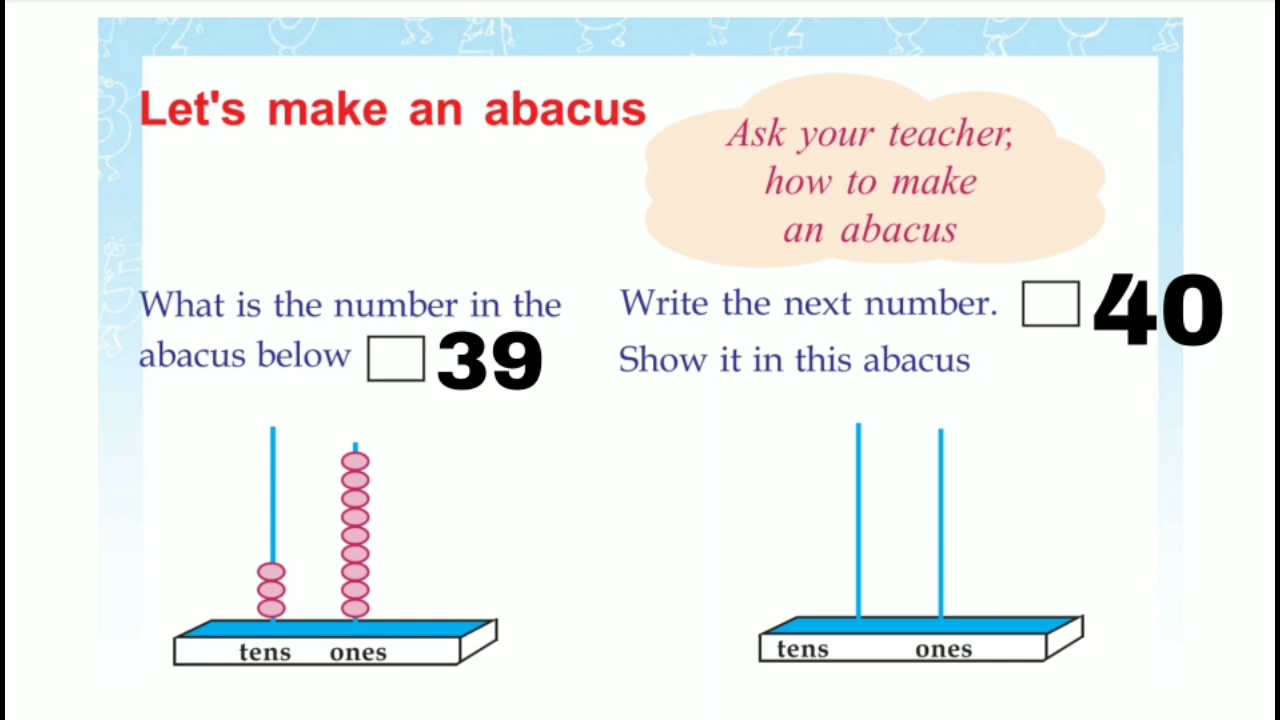 Let's make an abacus
Ask your teacher,
how to make
an abacus
What is the number in the
abacus below 39
Write the next number. 40
Show it in this abacus
tens ones
tens ones